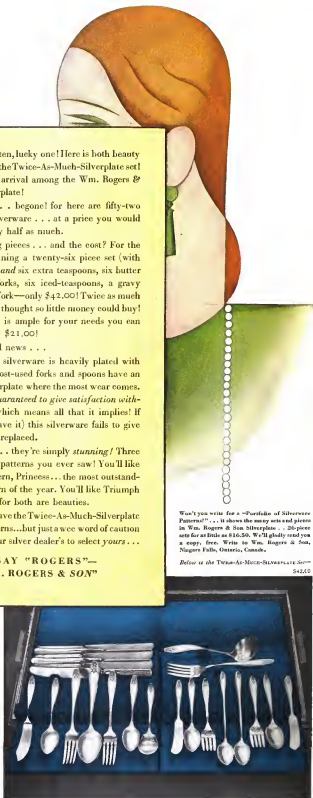 ten, lucky one! Here is both beauty
the Twice-As-Much-Silverplate set!
arrival among the Wm. Rogers &
rplate!
. . begone! for here are fifty-two
verware . . . at a price you would
y half as much.
g pieces . . . and the cost? For the
ning a twenty-six piece set (with
and six extra teaspoons, six butter
orks, six iced-teaspoons, a gravy
fork—only $42.00! Twice as much
thought so little money could buy!
is ample for your needs you can
$21.00!
d news . . .
silverware is heavily plated with
ost-used forks and spoons have an
rplate where the most wear comes.
uaranteed to give satisfaction with-
which means all that it implies! If
ave it) this silverware fails to give
replaced.
. . they're simply stunning! Three
patterns you ever saw! You'll like
ern, Princess... the most outstand-
rn of the year. You'll like Triumph
for both are beauties.
ave the Twice-As-Much-Silverplate
rns...but just a wee word of caution
ur silver dealer's to select yours . . .
SAY "ROGERS"—
. ROGERS & SON"
Won't you write for a "Portfolio of Silverware
Patterns?" . . . it shows the many sets and pieces
in Wm. Rogers & Son Silverplate . . 26-piece
sets for as little as $16.50. We'll gladly send you
a copy, free. Write to Wm. Rogers & Son,
Niagara Falls, Ontario, Canada.
Below is the Twice-As-Much-Silverplate Set—
$42.00